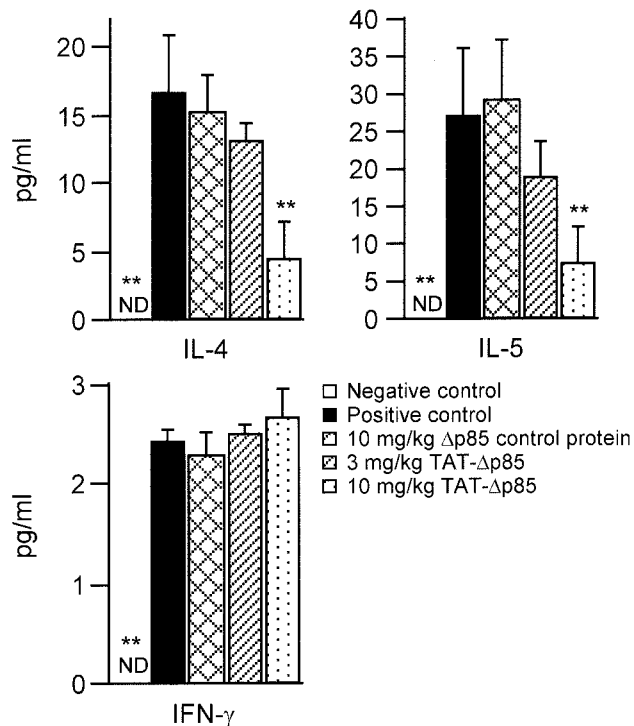 pg/ml
20
15
10
5
0
**
ND
**
IL-4
pg/ml
40
35
30
25
20
15
10
5
0
**
ND
**
IL-5
pg/ml
3
2
1
0
**
ND
IFN-γ
Negative control
Positive control
10 mg/kg Δp85 control protein
3 mg/kg TAT-Δp85
10 mg/kg TAT-Δp85